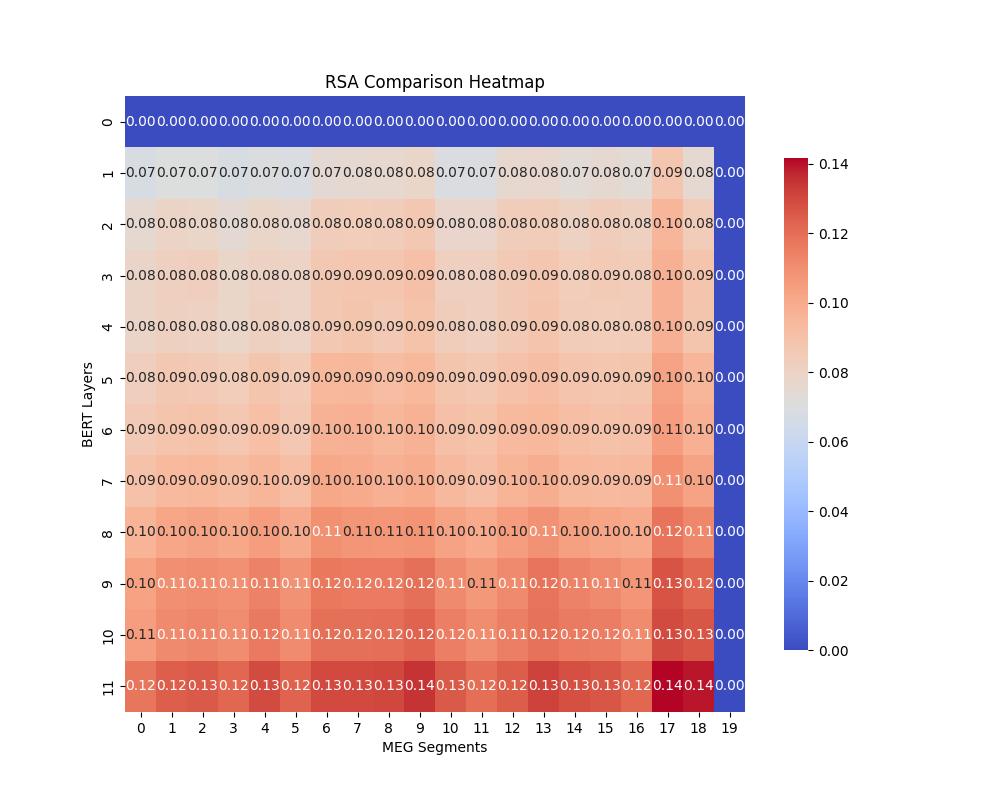 RSA Comparison Heatmap
0 0.00 0.00 0.00 0.00 0.00 0.00 0.00 0.00 0.00 0.00 0.00 0.00 0.00 0.00 0.00 0.00 0.00 0.00 0.00 0.00
1 0.07 0.07 0.07 0.07 0.07 0.07 0.07 0.08 0.08 0.08 0.07 0.07 0.08 0.08 0.07 0.08 0.07 0.09 0.08 0.00
2 0.08 0.08 0.08 0.08 0.08 0.08 0.08 0.08 0.08 0.09 0.08 0.08 0.08 0.08 0.08 0.08 0.08 0.10 0.08 0.00
3 0.08 0.08 0.08 0.08 0.08 0.08 0.09 0.09 0.09 0.09 0.08 0.08 0.09 0.09 0.08 0.09 0.08 0.10 0.09 0.00
4 0.08 0.08 0.08 0.08 0.08 0.08 0.09 0.09 0.09 0.09 0.08 0.08 0.09 0.09 0.08 0.08 0.08 0.10 0.09 0.00
5 0.08 0.09 0.09 0.08 0.09 0.09 0.09 0.09 0.09 0.09 0.09 0.09 0.09 0.09 0.09 0.09 0.09 0.10 0.10 0.00
6 0.09 0.09 0.09 0.09 0.09 0.09 0.10 0.10 0.10 0.10 0.09 0.09 0.09 0.09 0.09 0.09 0.09 0.11 0.10 0.00
7 0.09 0.09 0.09 0.09 0.10 0.09 0.10 0.10 0.10 0.10 0.09 0.09 0.10 0.10 0.09 0.09 0.09 0.11 0.10 0.00
8 0.10 0.10 0.10 0.10 0.10 0.10 0.11 0.11 0.11 0.11 0.10 0.10 0.10 0.11 0.10 0.10 0.10 0.12 0.11 0.00
9 0.10 0.11 0.11 0.11 0.11 0.11 0.12 0.12 0.12 0.12 0.11 0.11 0.11 0.12 0.11 0.11 0.11 0.13 0.12 0.00
10 0.11 0.11 0.11 0.11 0.12 0.11 0.12 0.12 0.12 0.12 0.12 0.11 0.11 0.12 0.12 0.12 0.11 0.13 0.13 0.00
11 0.12 0.12 0.13 0.12 0.13 0.12 0.13 0.13 0.13 0.14 0.13 0.12 0.12 0.13 0.13 0.13 0.12 0.14 0.14 0.00
0 1 2 3 4 5 6 7 8 9 10 11 12 13 14 15 16 17 18 19
MEG Segments
BERT Layers
0.14
0.12
0.10
0.08
0.06
0.04
0.02
0.00